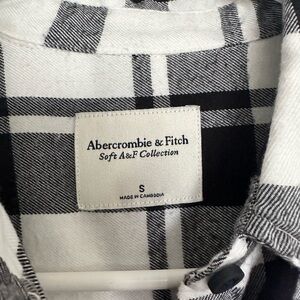 Abercrombie & Fitch
Soft A&F Collection
S
MADE IN CAMBODIA